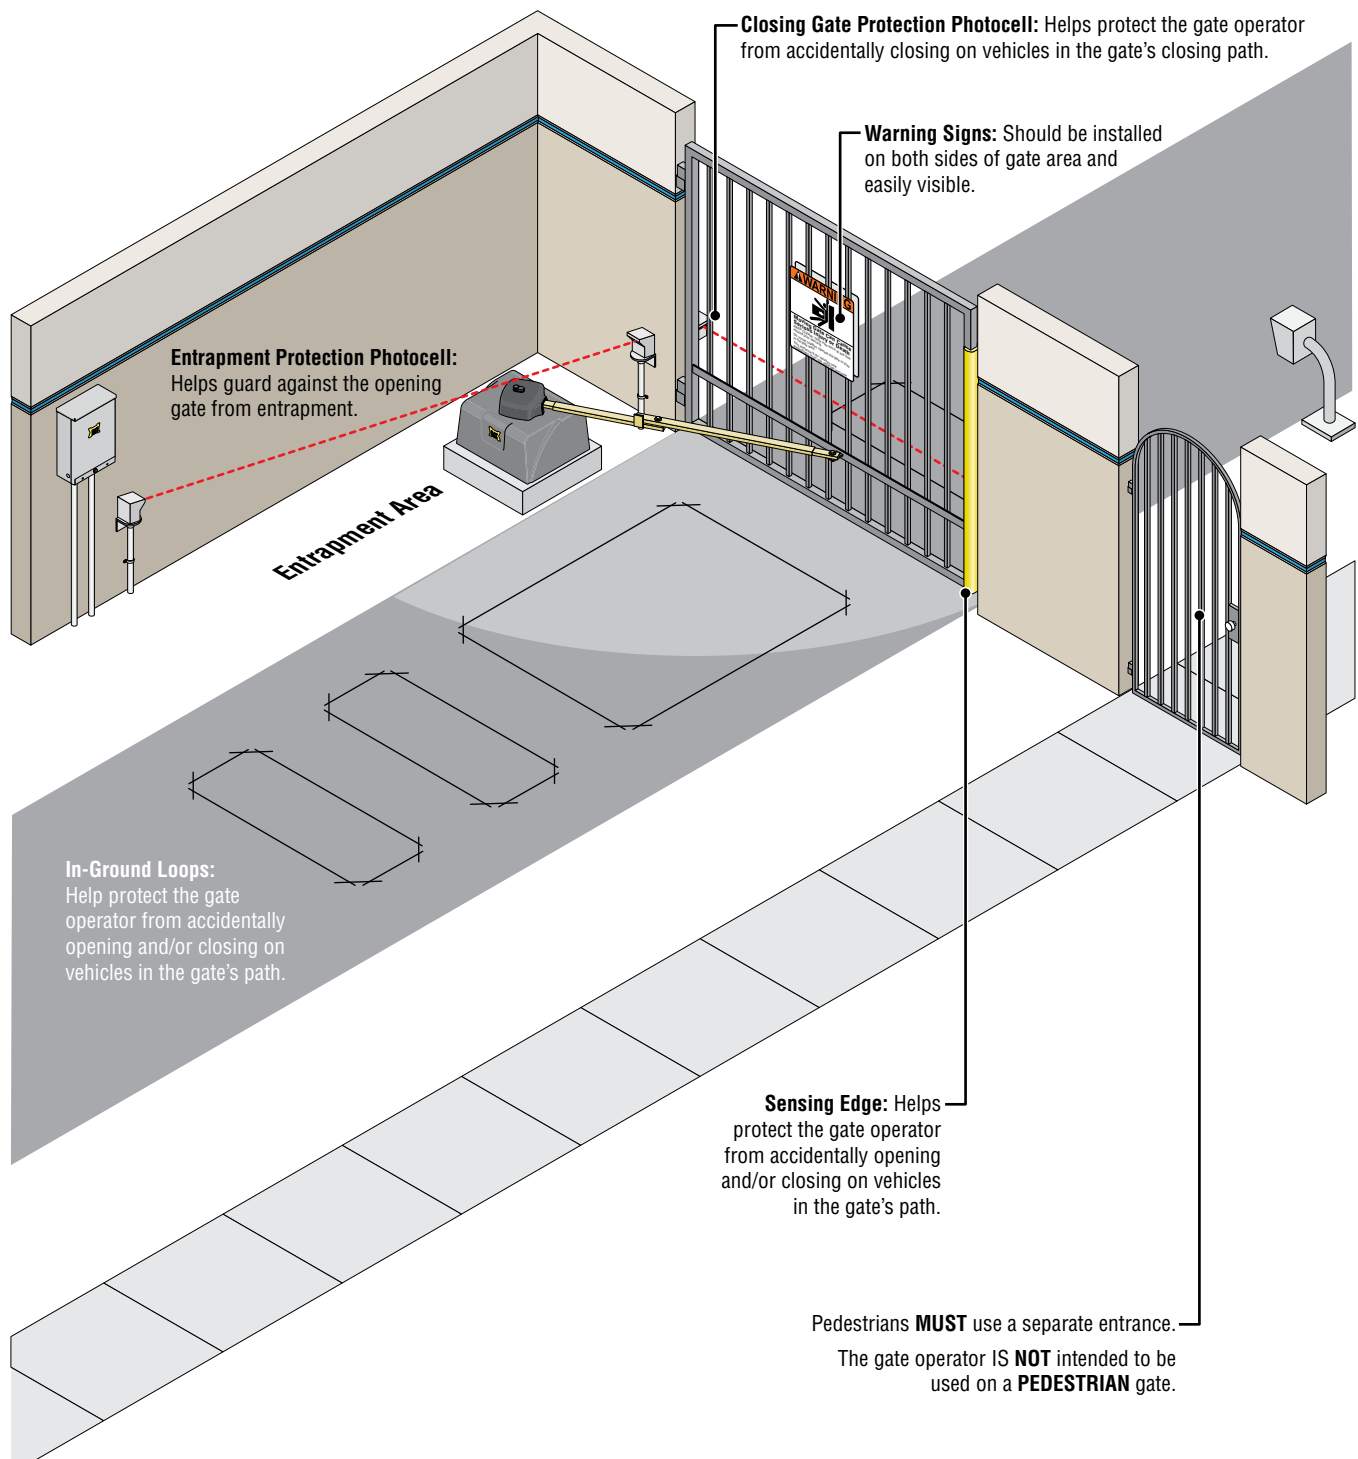 Closing Gate Protection Photocell: Helps protect the gate operator
from accidentally closing on vehicles in the gate’s closing path.
Warning Signs: Should be installed
on both sides of gate area and
easily visible.
WARNING
Entrapment Protection Photocell:
Helps guard against the opening
gate from entrapment.
Entrapment Area
In-Ground Loops:
Help protect the gate
operator from accidentally
opening and/or closing on
vehicles in the gate’s path.
Sensing Edge: Helps
protect the gate operator
from accidentally opening
and/or closing on vehicles
in the gate’s path.
Pedestrians MUST use a separate entrance.
The gate operator IS NOT intended to be
used on a PEDESTRIAN gate.